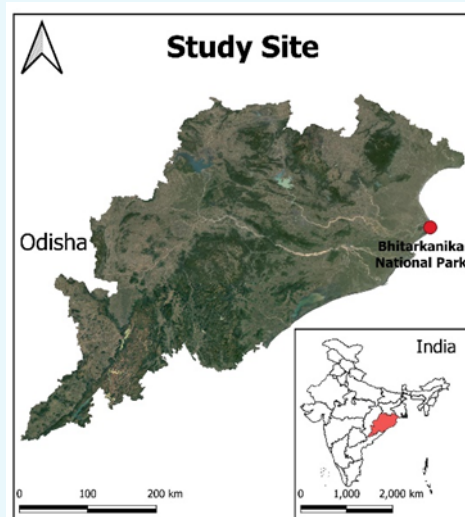 Study Site
Odisha
Bhitarkanika
National Park
India
0 100 200 km
0 1,000 2,000 km